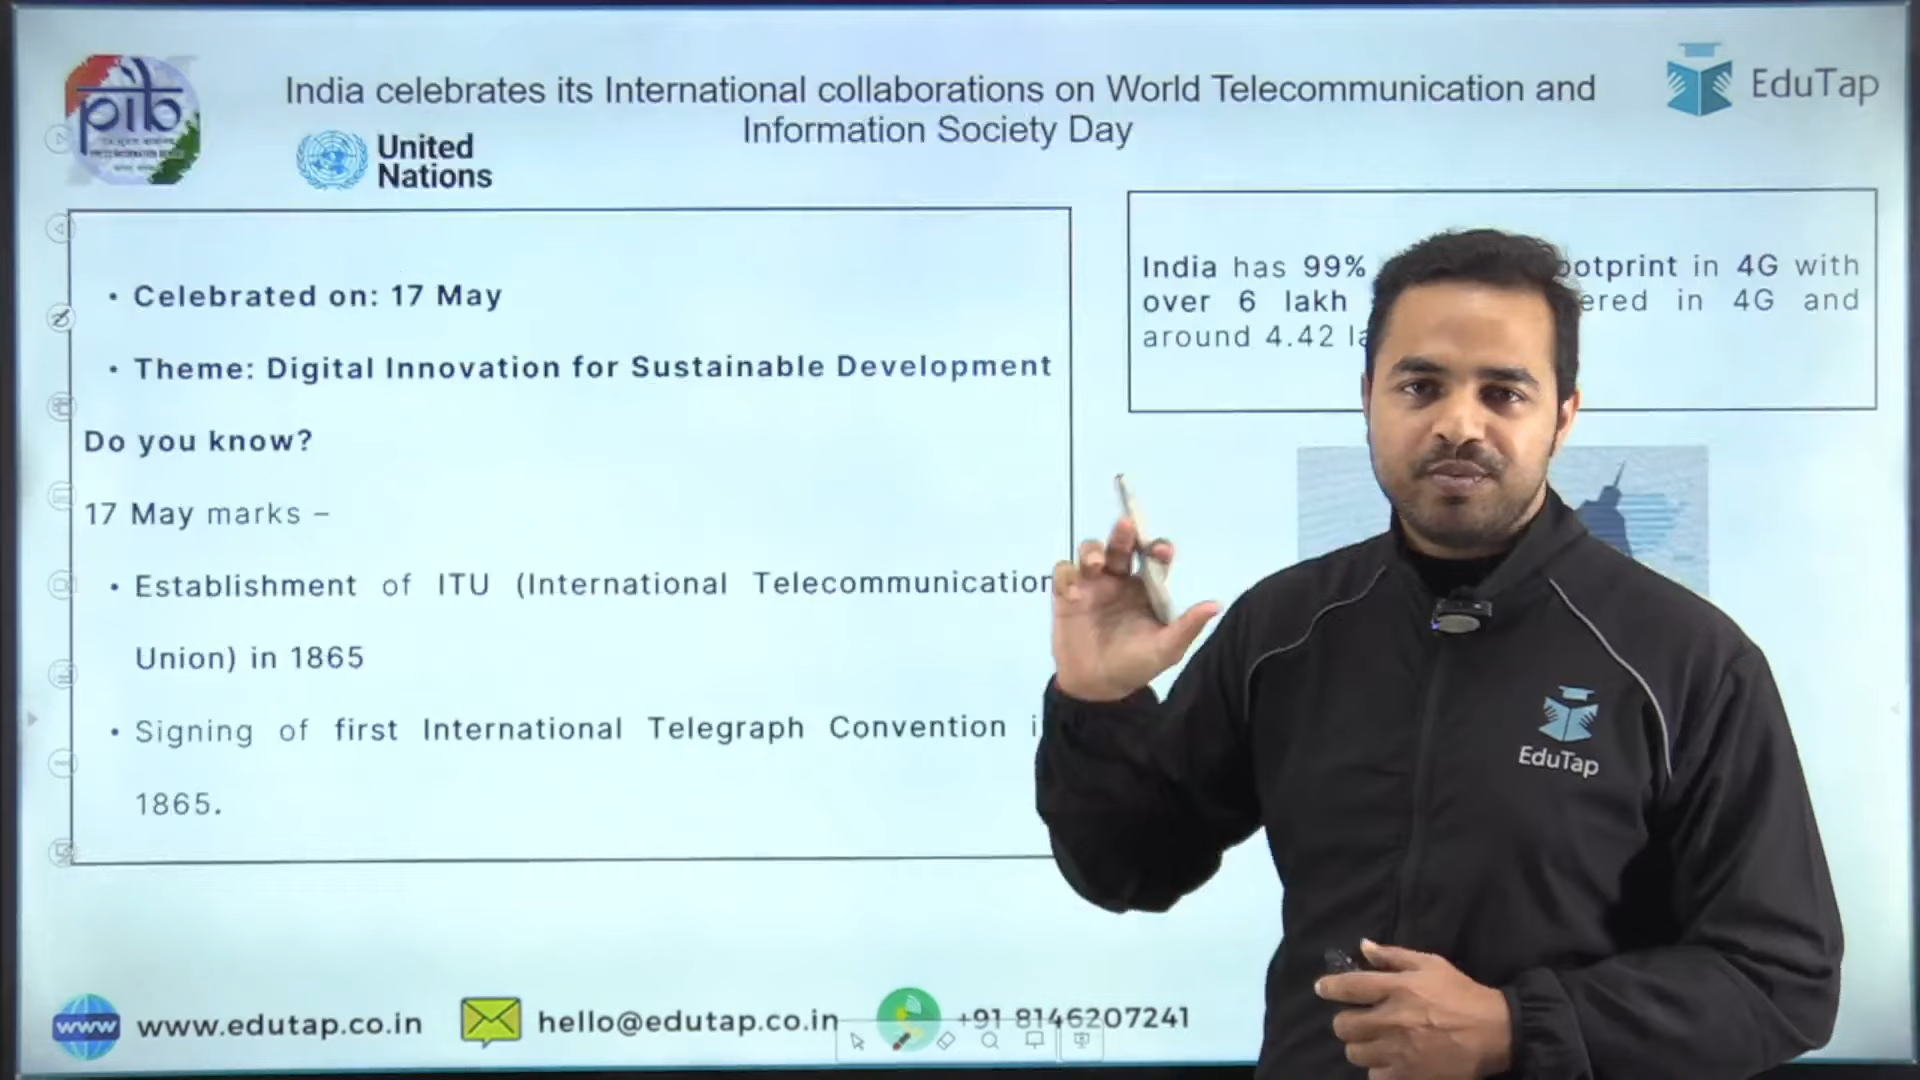 pib
India celebrates its International collaborations on World Telecommunication and
Information Society Day
EduTap
United
Nations
• Celebrated on: 17 May
• Theme: Digital Innovation for Sustainable Development
Do you know?
17 May marks –
• Establishment of ITU (International Telecommunication
Union) in 1865
• Signing of first International Telegraph Convention
1865.
India has 99% in 4G with
over 6 lakh in 4G and
around 4.42
EduTap
www
www.edutap.co.in
hello@edutap.co.in
+91 8146207241